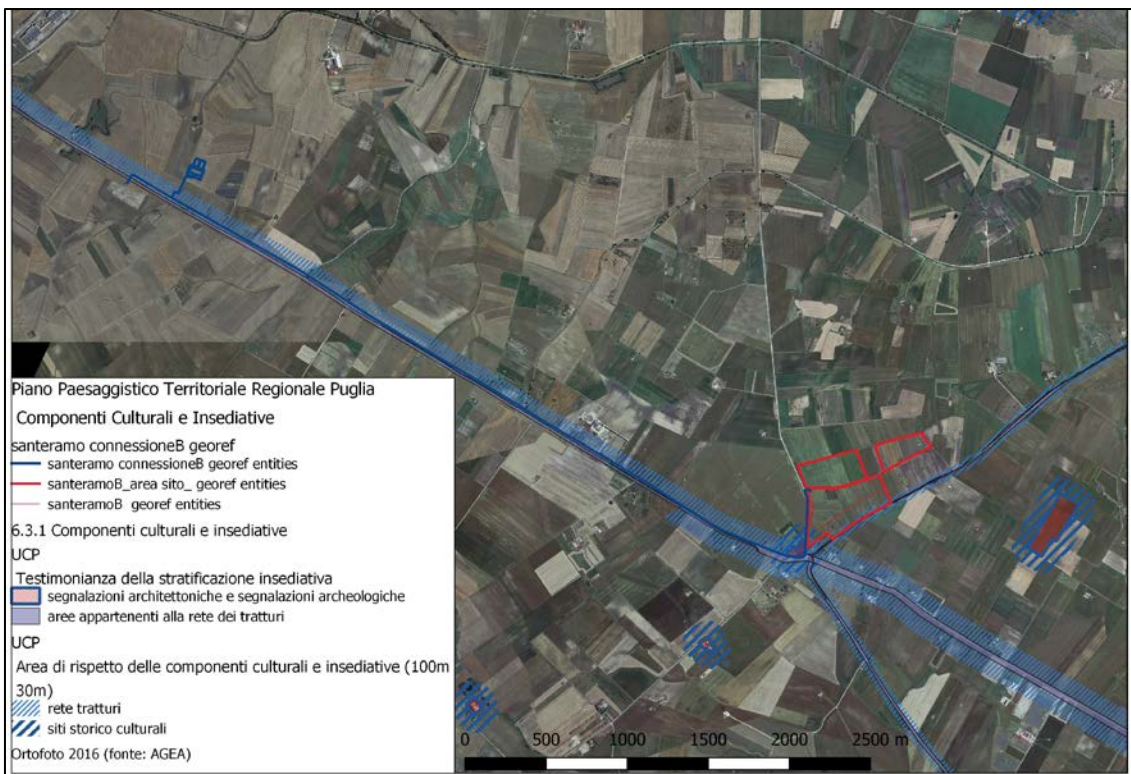 Piano Paesaggistico Territoriale Regionale Puglia
Componenti Culturali e Insediative
santeramo connessioneB georef
santeramo connessioneB georef entities
santeramoB_area sito_ georef entities
santeramoB georef entities
6.3.1 Componenti culturali e insediative
UCP
Testimonianza della stratificazione insediativa
segnalazioni architettoniche e segnalazioni archeologiche
aree appartenenti alla rete dei tratturi
UCP
Area di rispetto delle componenti culturali e insediative (100m
30m)
rete tratturi
siti storico culturali
Ortofoto 2016 (fonte: AGEA)
0 500 1000 1500 2000 2500 m